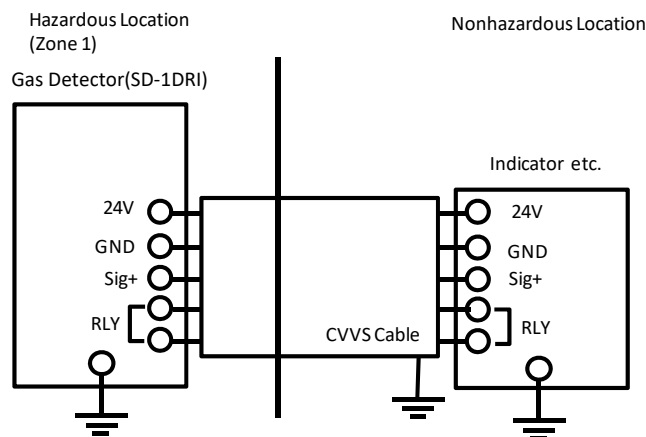 Hazardous Location
(Zone 1)
Nonhazardous Location
Gas Detector(SD-1DRI)
Indicator etc.
24V
GND
Sig+
RLY
CVVS Cable
24V
GND
Sig+
RLY